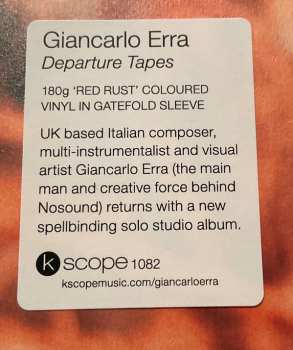 Giancarlo Erra
Departure Tapes
180g 'RED RUST' COLOURED
VINYL IN GATEFOLD SLEEVE
UK based Italian composer,
multi-instrumentalist and visual
artist Giancarlo Erra (the main
man and creative force behind
Nosound) returns with a new
spellbinding solo studio album.
kscope 1082
kscopemusic.com/giancarloerra